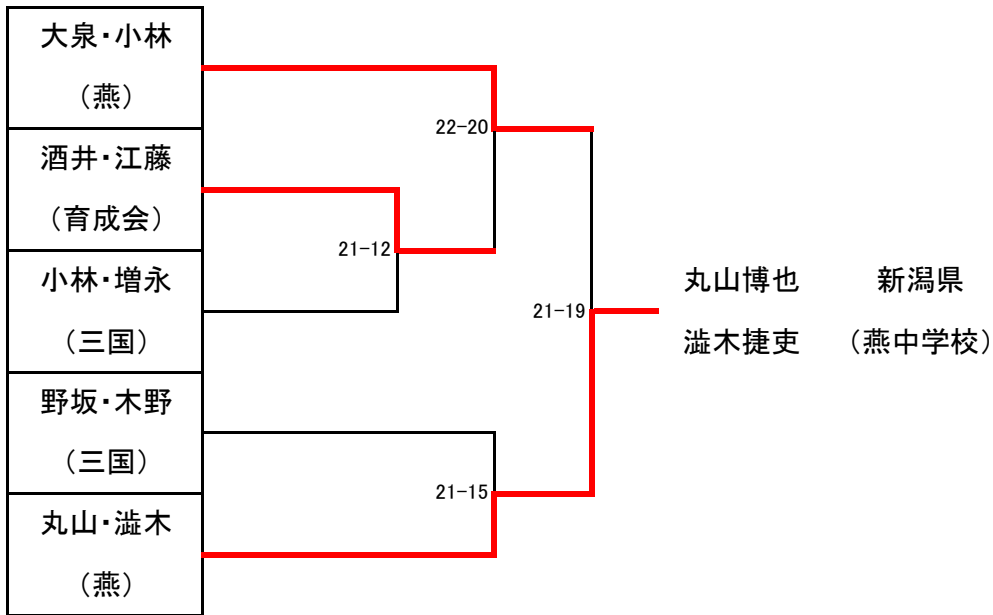 大泉・小林
（燕）
酒井・江藤
（育成会）
小林・増永
（三国）
野坂・木野
（三国）
丸山・澁木
（燕）
22-20
21-12
21-19
21-15
丸山博也 新潟県
澁木捷吏 （燕中学校）